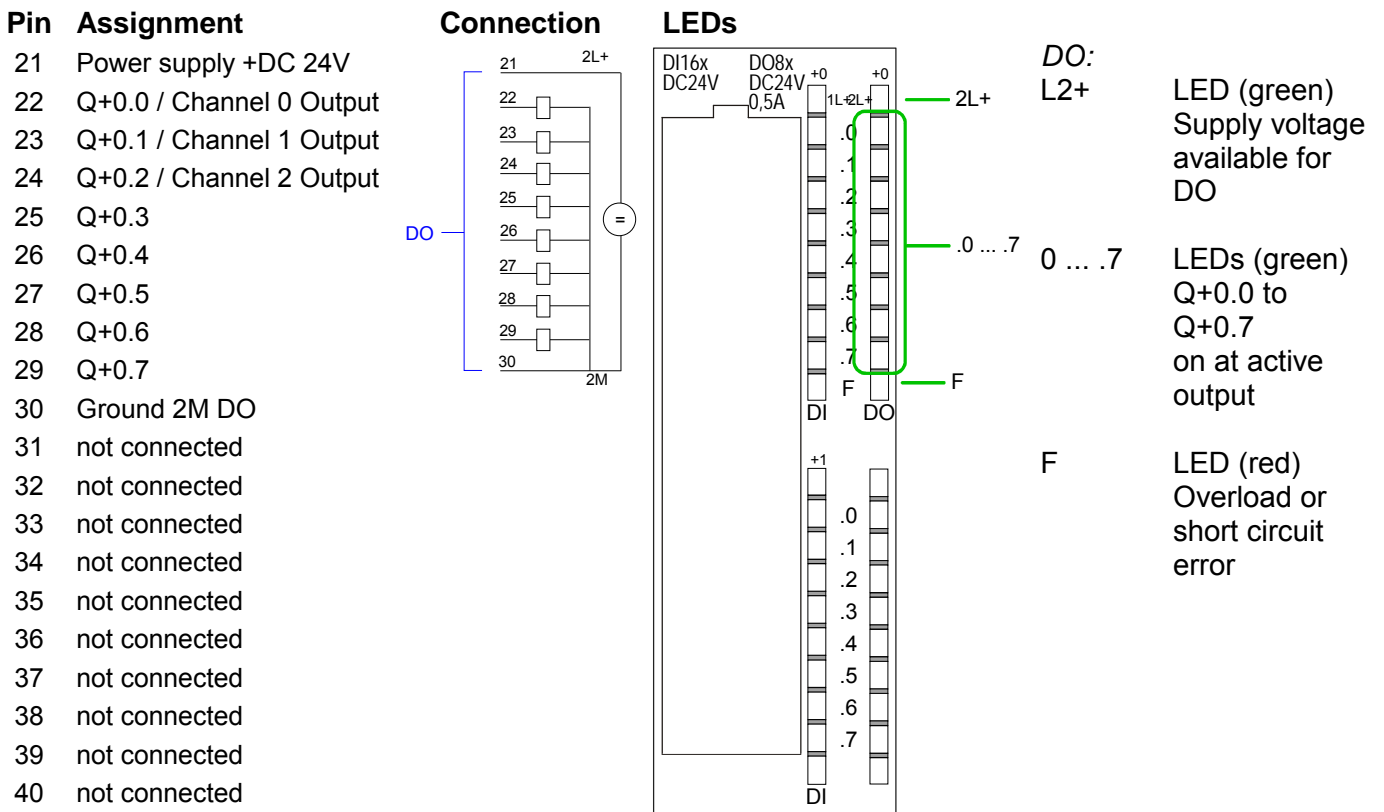 Pin Assignment Connection LEDs
21 Power supply +DC 24V
22 Q+0.0 / Channel 0 Output
23 Q+0.1 / Channel 1 Output
24 Q+0.2 / Channel 2 Output
25 Q+0.3
26 Q+0.4
27 Q+0.5
28 Q+0.6
29 Q+0.7
30 Ground 2M DO
31 not connected
32 not connected
33 not connected
34 not connected
35 not connected
36 not connected
37 not connected
38 not connected
39 not connected
40 not connected
DO
21 2L+
22
23
24
25
=
26
27
28
29
30
2M
DI16x DO8x
DC24V DC24V
0,5A
+0 +0
1L+ 2L+
.0
.1
.2
.3
.4
.5
.6
.7
F
DI DO
2L+
.0 ... .7
F
+1
.0
.1
.2
.3
.4
.5
.6
.7
DI
DO:
L2+ LED (green)
Supply voltage
available for
DO
0 ... .7 LEDs (green)
Q+0.0 to
Q+0.7
on at active
output
F LED (red)
Overload or
short circuit
error